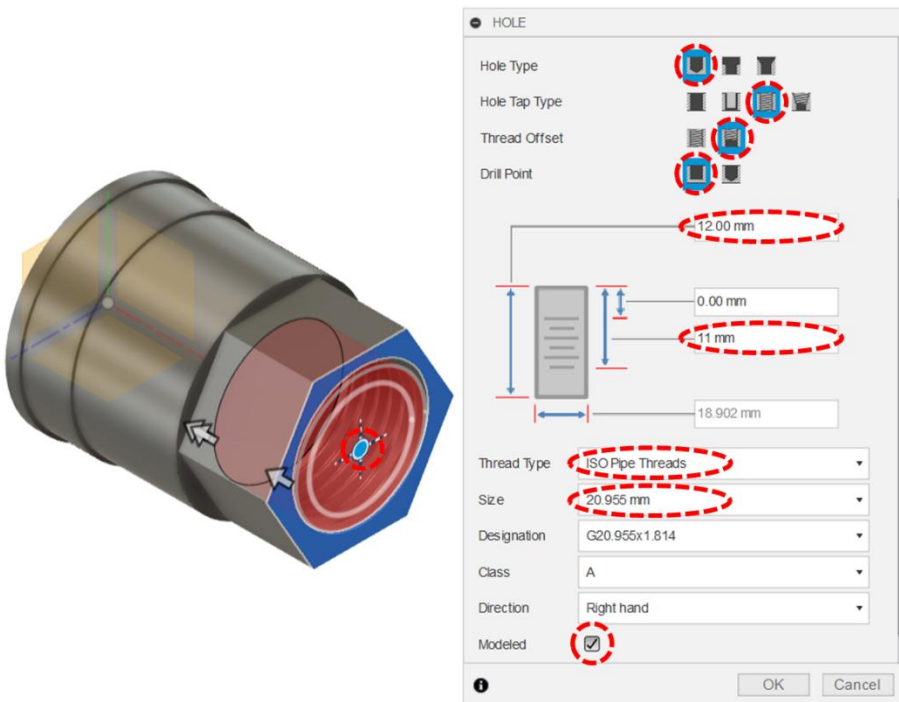 HOLE
Hole Type
Hole Tap Type
Thread Offset
Drill Point
12.00 mm
0.00 mm
11 mm
18.902 mm
Thread Type ISO Pipe Threads
Size 20.955 mm
Designation G20.955x1.814
Class A
Direction Right hand
Modeled
OK Cancel